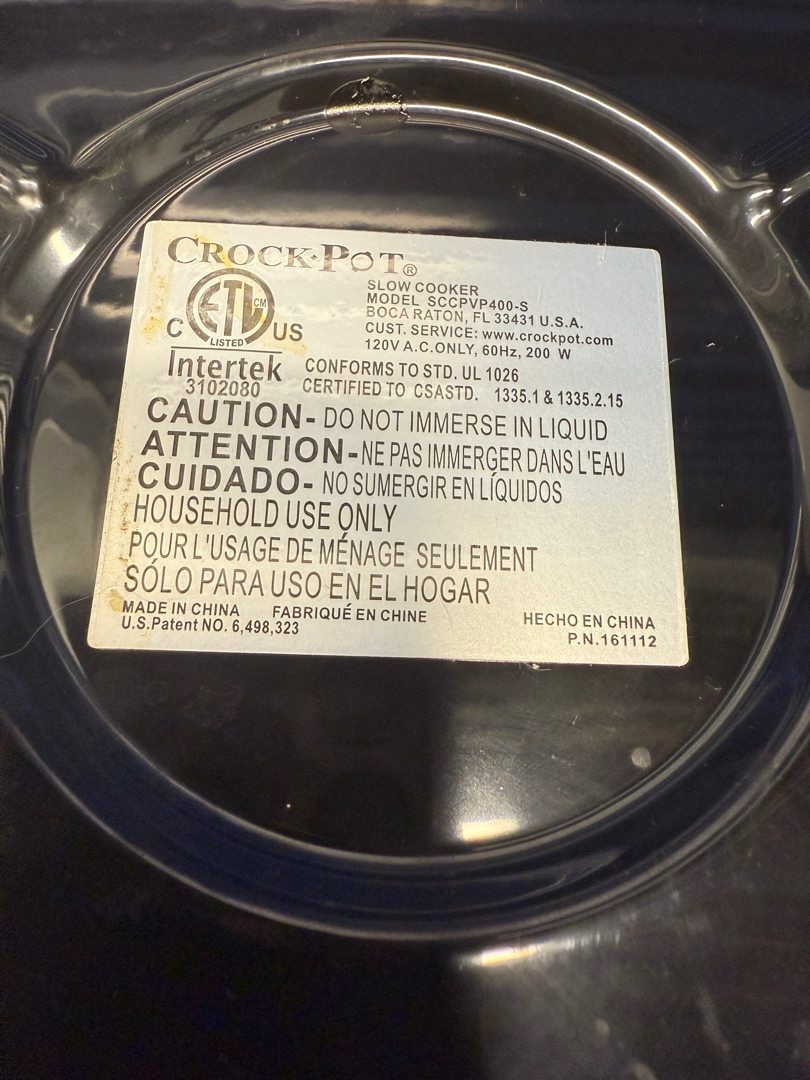 CROCK·POT®
SLOW COOKER
MODEL SCCPVP400-S
BOCA RATON, FL 33431 U.S.A.
CUST. SERVICE: www.crockpot.com
120V A.C.ONLY, 60Hz, 200 W
ETL CM
C US
LISTED
Intertek
3102080
CONFORMS TO STD. UL 1026
CERTIFIED TO CSASTD. 1335.1 & 1335.2.15
CAUTION- DO NOT IMMERSE IN LIQUID
ATTENTION-NE PAS IMMERGER DANS L'EAU
CUIDADO- NO SUMERGIR EN LÍQUIDOS
HOUSEHOLD USE ONLY
POUR L'USAGE DE MÉNAGE SEULEMENT
SÓLO PARA USO EN EL HOGAR
MADE IN CHINA FABRIQUÉ EN CHINE HECHO EN CHINA
U.S.Patent NO. 6,498,323 P.N.161112